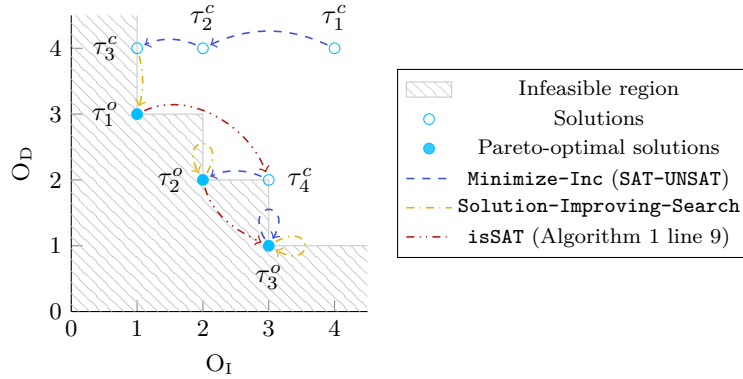 τ₃ᶜ
τ₂ᶜ
τ₁ᶜ
τ₁ᵒ
τ₂ᵒ
τ₄ᶜ
τ₃ᵒ
4
3
2
1
0
0 1 2 3 4
O_D
O_I
Infeasible region
Solutions
Pareto-optimal solutions
Minimize-Inc (SAT-UNSAT)
Solution-Improving-Search
isSAT (Algorithm 1 line 9)